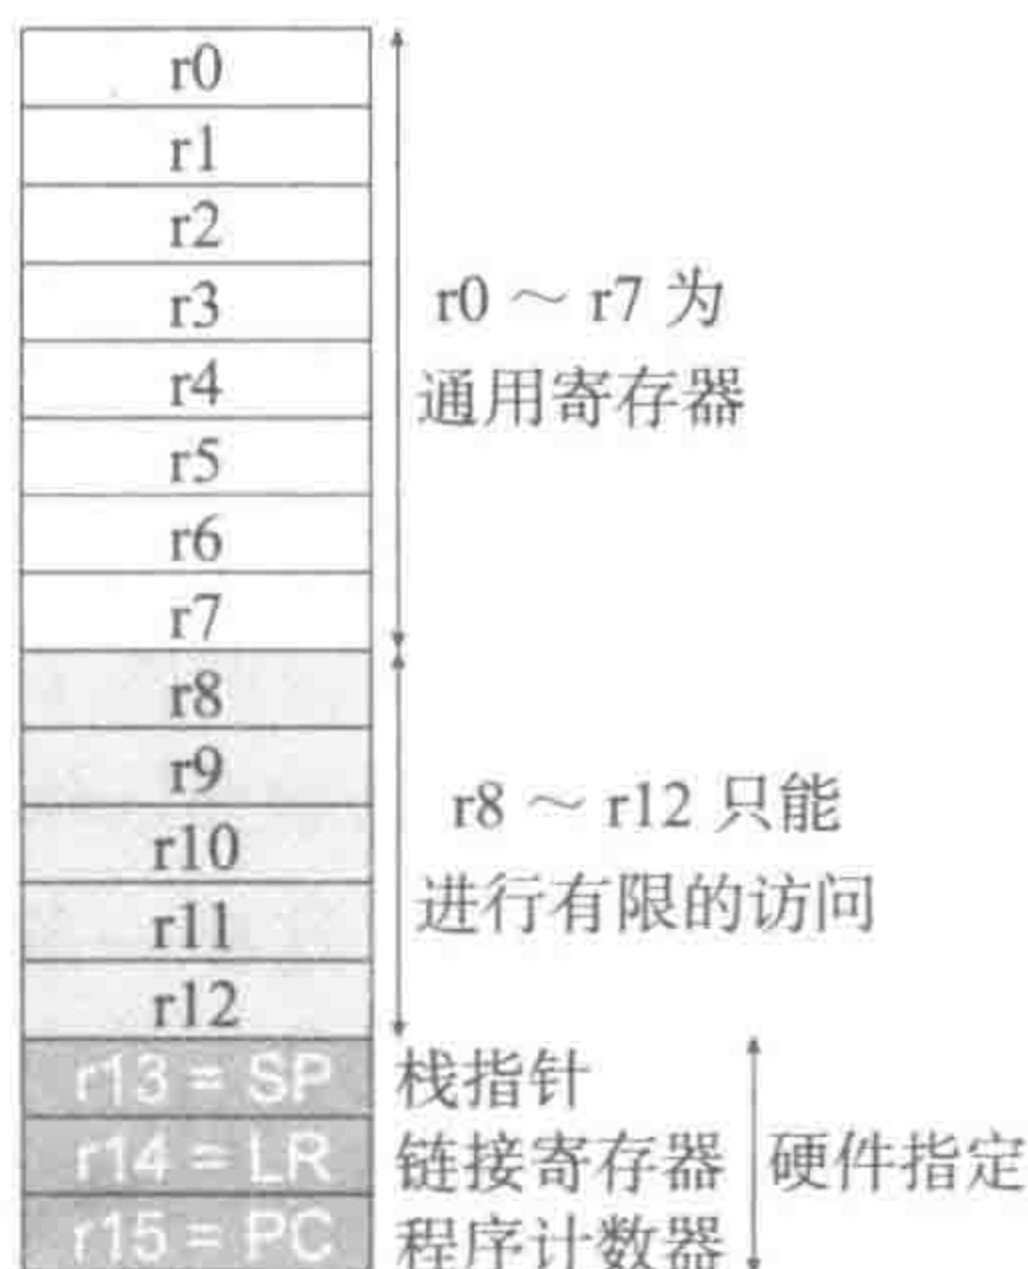 r0
r1
r2
r3
r4
r5
r6
r7
r8
r9
r10
r11
r12
r13 = SP
r14 = LR
r15 = PC
r0 ～ r7 为
通用寄存器
r8 ～ r12 只能
进行有限的访问
栈指针
链接寄存器
程序计数器
硬件指定